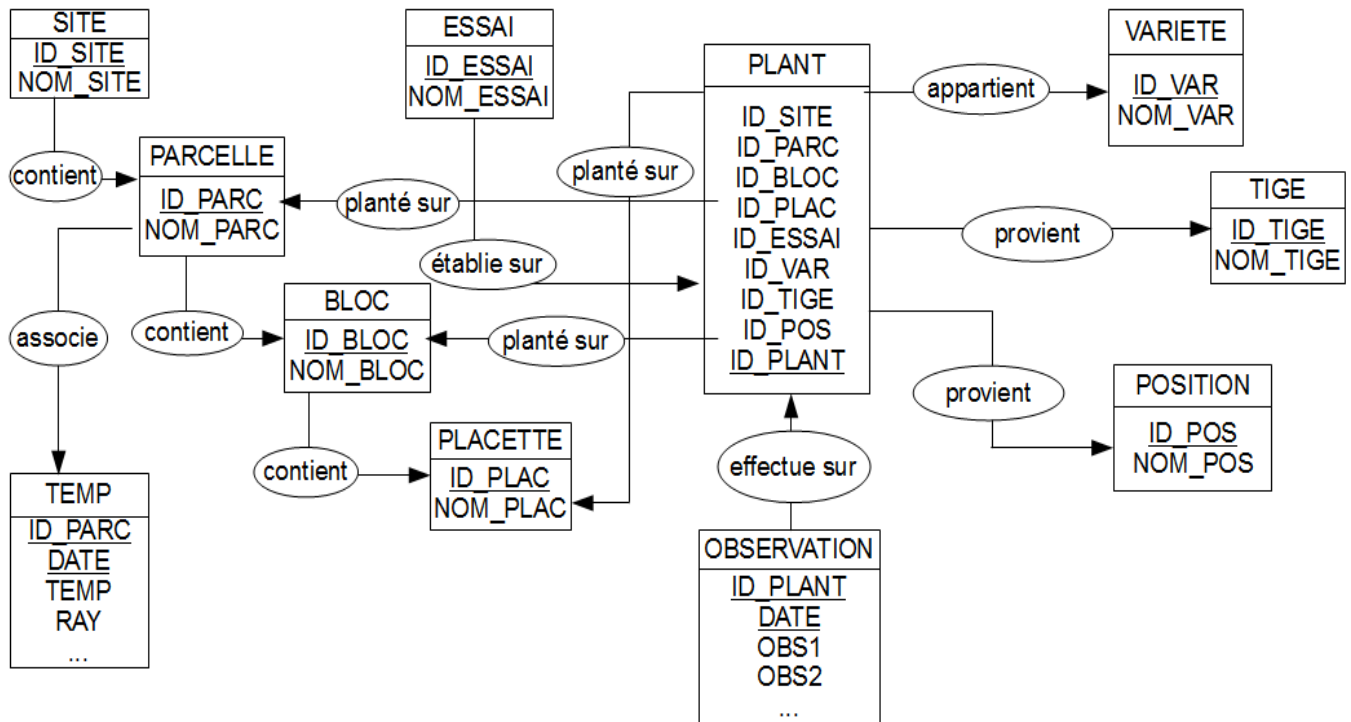 SITE
ID_SITE
NOM_SITE
contient
PARCELLE
ID_PARC
NOM_PARC
associe
contient
TEMP
ID_PARC
DATE
TEMP
RAY
...
ESSAI
ID_ESSAI
NOM_ESSAI
planté sur
établie sur
BLOC
ID_BLOC
NOM_BLOC
planté sur
contient
PLACETTE
ID_PLAC
NOM_PLAC
planté sur
PLANT
ID_SITE
ID_PARC
ID_BLOC
ID_PLAC
ID_ESSAI
ID_VAR
ID_TIGE
ID_POS
ID_PLANT
effectue sur
OBSERVATION
ID_PLANT
DATE
OBS1
OBS2
...
appartient
VARIETE
ID_VAR
NOM_VAR
provient
TIGE
ID_TIGE
NOM_TIGE
provient
POSITION
ID_POS
NOM_POS